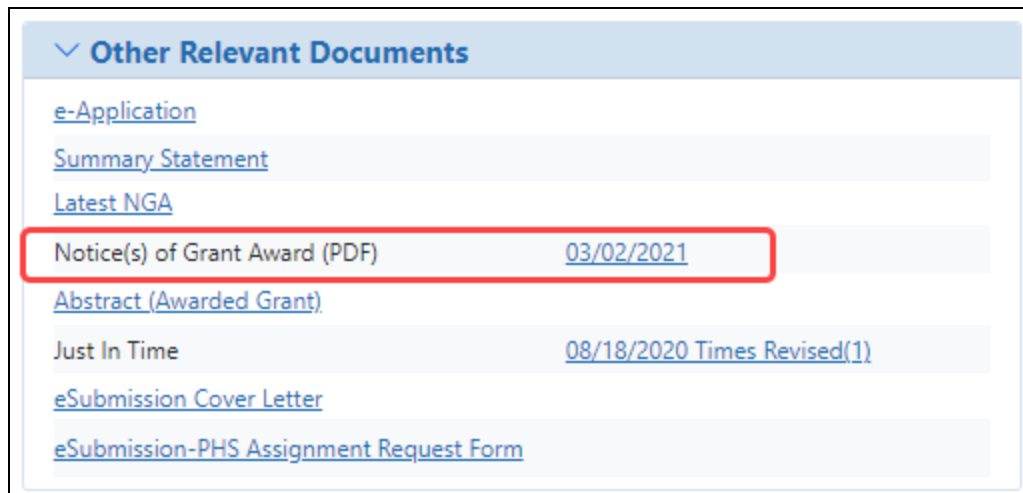 Other Relevant Documents
e-Application
Summary Statement
Latest NGA
Notice(s) of Grant Award (PDF) 03/02/2021
Abstract (Awarded Grant)
Just In Time 08/18/2020 Times Revised(1)
eSubmission Cover Letter
eSubmission-PHS Assignment Request Form